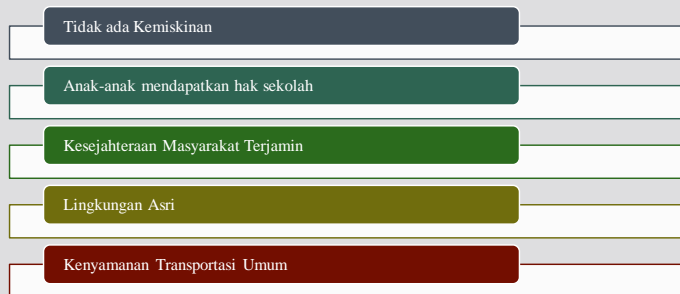 Tidak ada Kemiskinan
Anak-anak mendapatkan hak sekolah
Kesejahteraan Masyarakat Terjamin
Lingkungan Asri
Kenyamanan Transportasi Umum